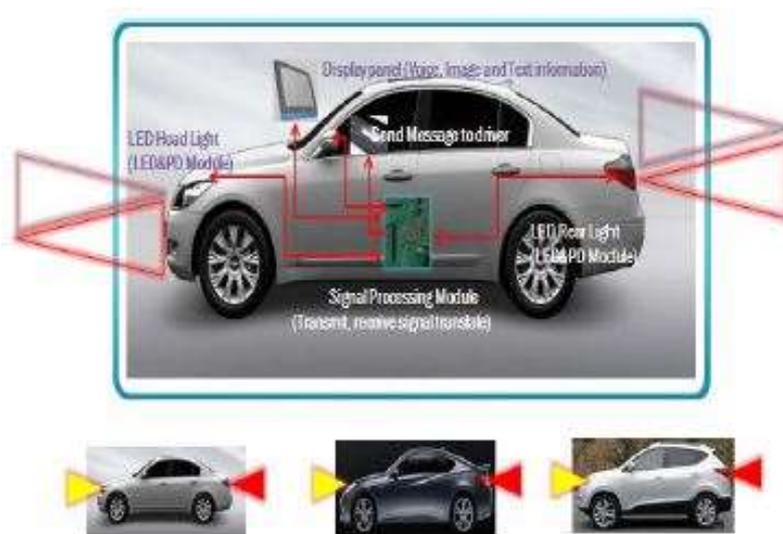 Display panel (Voice, Image and Text information)
LED Head Light
(LED&PD Module)
Send Message to driver
LED Rear Light
(LED&PD Module)
Signal Processing Module
(Transmit, receive signal translate)